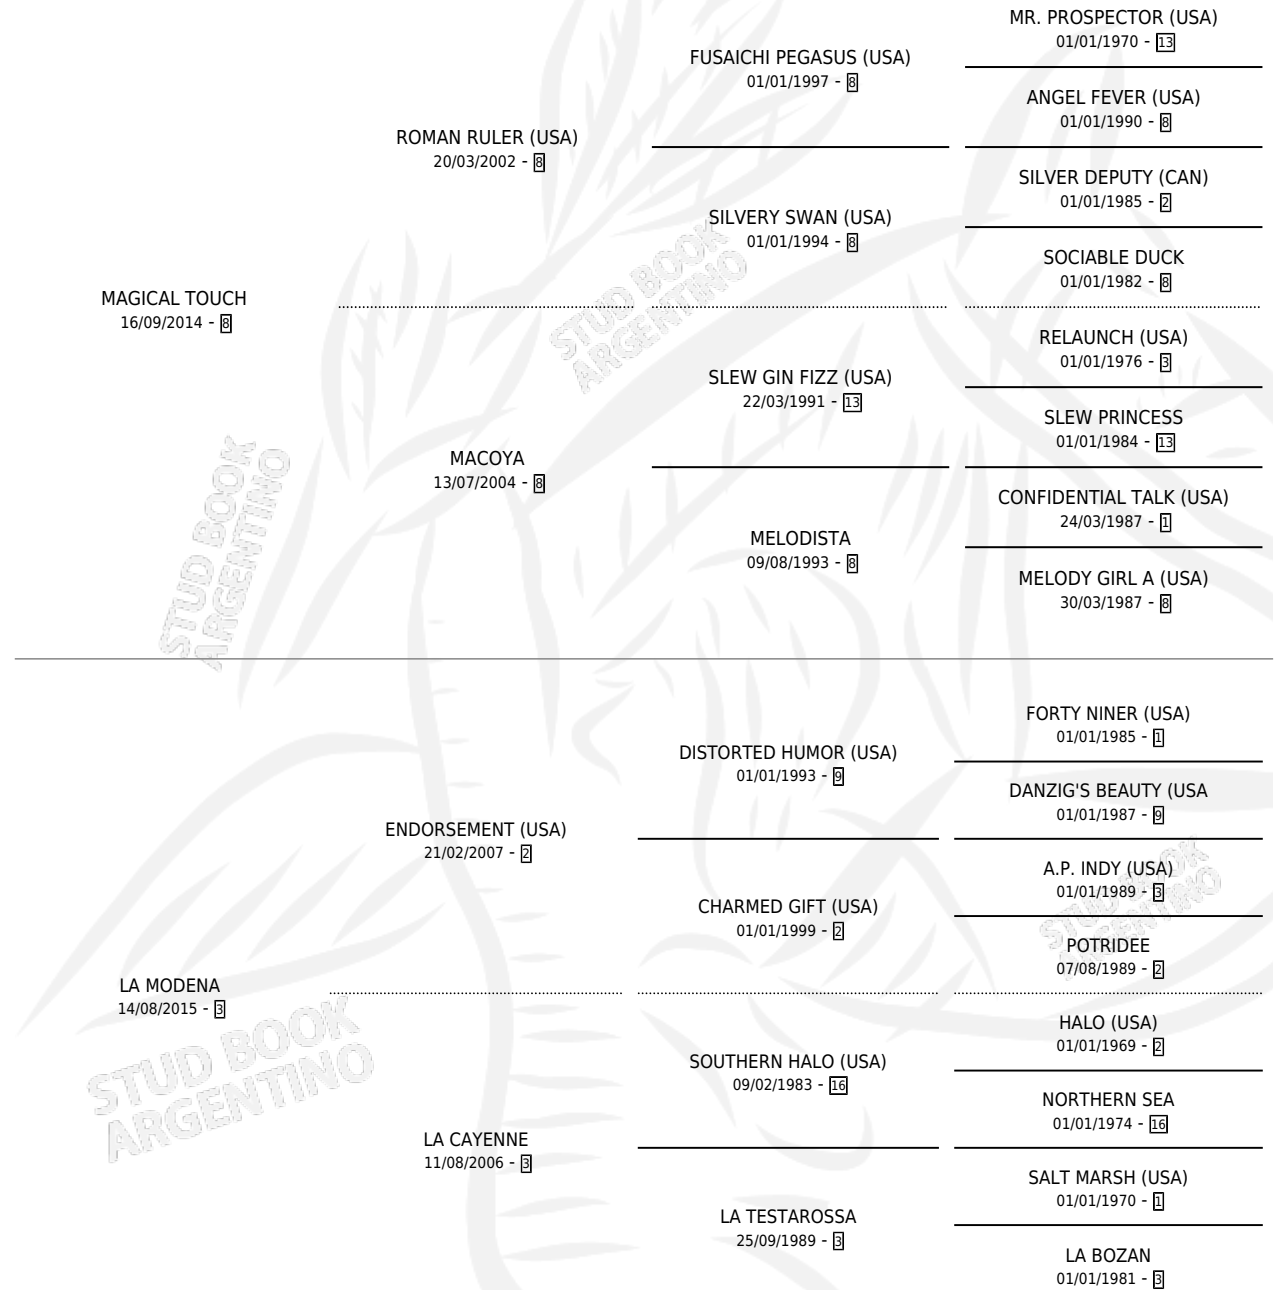 MR. PROSPECTOR (USA)
01/01/1970 - 13
FUSAICHI PEGASUS (USA)
01/01/1997 - 8
ANGEL FEVER (USA)
01/01/1990 - 8
ROMAN RULER (USA)
20/03/2002 - 8
SILVER DEPUTY (CAN)
01/01/1985 - 2
SILVERY SWAN (USA)
01/01/1994 - 8
SOCIABLE DUCK
01/01/1982 - 8
MAGICAL TOUCH
16/09/2014 - 8
STUD BOOK
ARGENTINO
RELAUNCH (USA)
01/01/1976 - 3
SLEW GIN FIZZ (USA)
22/03/1991 - 13
SLEW PRINCESS
01/01/1984 - 13
MACOYA
13/07/2004 - 8
CONFIDENTIAL TALK (USA)
24/03/1987 - 1
MELODISTA
09/08/1993 - 8
MELODY GIRL A (USA)
30/03/1987 - 8
STUD BOOK
ARGENTINO
FORTY NINER (USA)
01/01/1985 - 1
DISTORTED HUMOR (USA)
01/01/1993 - 9
DANZIG'S BEAUTY (USA
01/01/1987 - 9
ENDORSEMENT (USA)
21/02/2007 - 2
A.P. INDY (USA)
01/01/1989 - 3
CHARMED GIFT (USA)
01/01/1999 - 2
STUD BOOK
ARGENTINO
POTRIDEE
07/08/1989 - 2
LA MODENA
14/08/2015 - 3
HALO (USA)
01/01/1969 - 2
SOUTHERN HALO (USA)
09/02/1983 - 16
STUD BOOK
ARGENTINO
NORTHERN SEA
01/01/1974 - 16
LA CAYENNE
11/08/2006 - 3
SALT MARSH (USA)
01/01/1970 - 1
LA TESTAROSSA
25/09/1989 - 3
LA BOZAN
01/01/1981 - 3